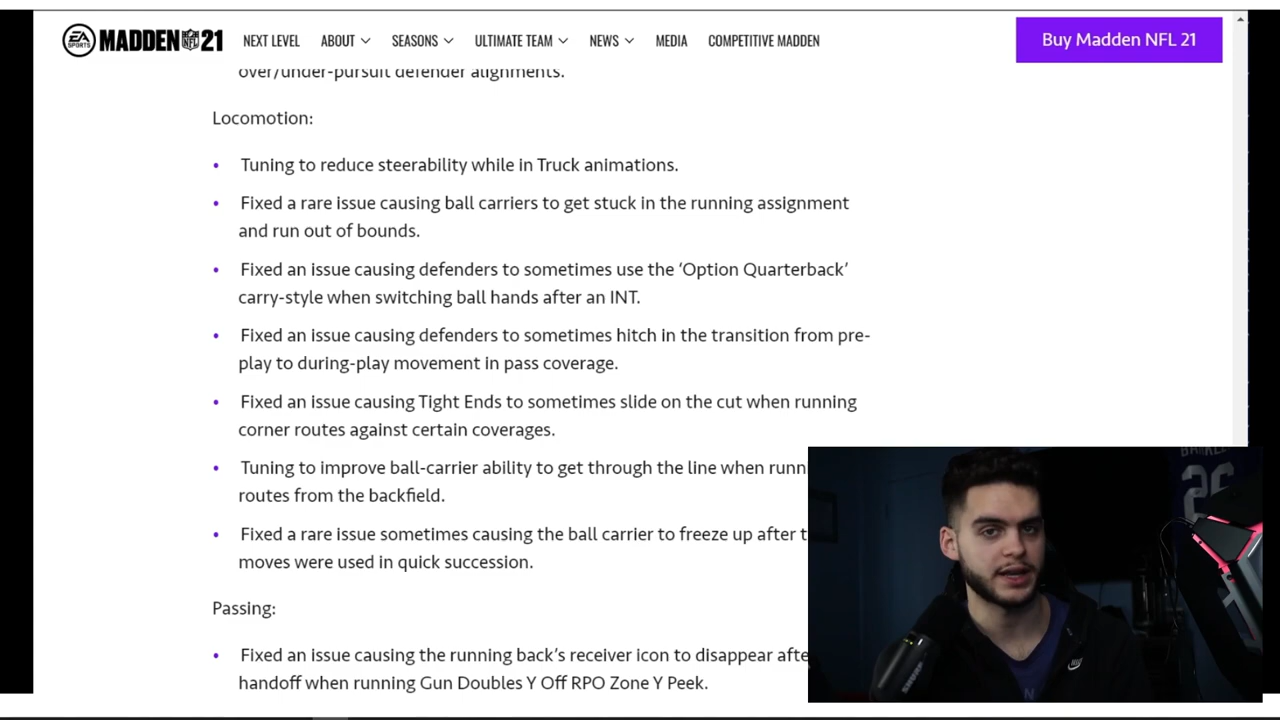 EA SPORTS MADDEN NFL 21 NEXT LEVEL ABOUT SEASONS ULTIMATE TEAM NEWS MEDIA COMPETITIVE MADDEN Buy Madden NFL 21
over/under-pursuit defender alignments.
Locomotion:
• Tuning to reduce steerability while in Truck animations.
• Fixed a rare issue causing ball carriers to get stuck in the running assignment
and run out of bounds.
• Fixed an issue causing defenders to sometimes use the ‘Option Quarterback’
carry-style when switching ball hands after an INT.
• Fixed an issue causing defenders to sometimes hitch in the transition from pre-
play to during-play movement in pass coverage.
• Fixed an issue causing Tight Ends to sometimes slide on the cut when running
corner routes against certain coverages.
• Tuning to improve ball-carrier ability to get through the line when runn
routes from the backfield.
• Fixed a rare issue sometimes causing the ball carrier to freeze up after t
moves were used in quick succession.
Passing:
• Fixed an issue causing the running back’s receiver icon to disappear afte
handoff when running Gun Doubles Y Off RPO Zone Y Peek.
26
SHURE